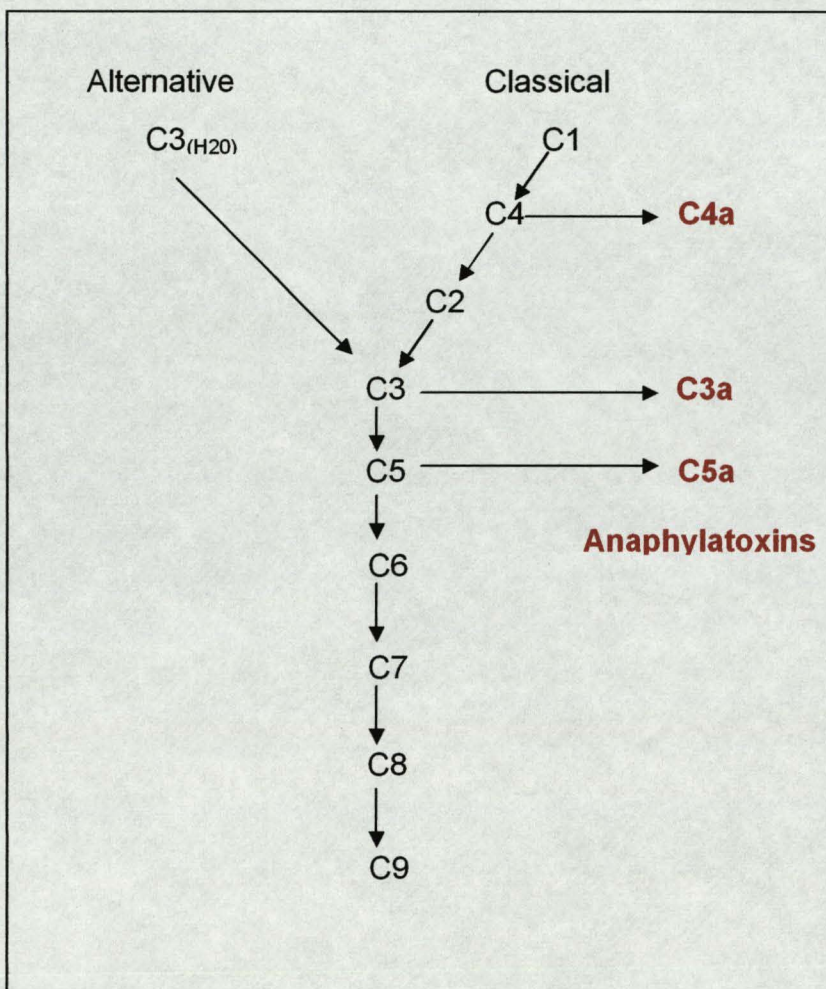 Alternative Classical
C3(H20) C1
C4 C4a
C2
C3 C3a
C5 C5a
Anaphylatoxins
C6
C7
C8
C9